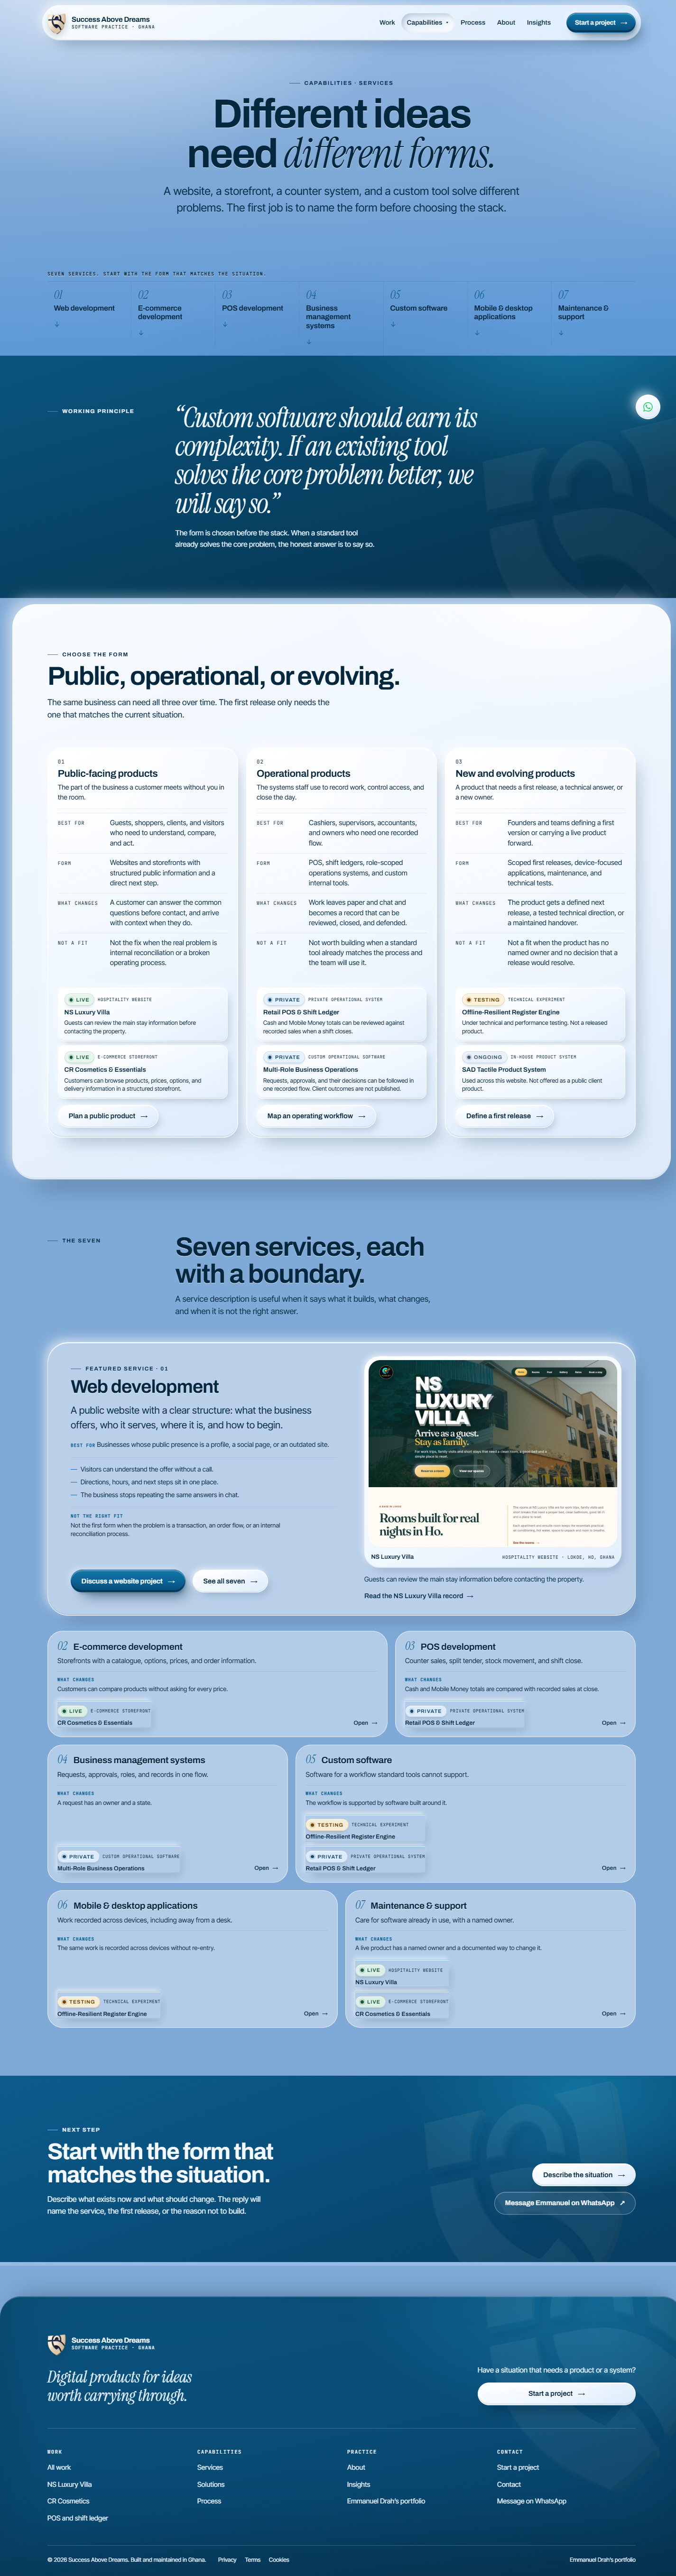 Success Above Dreams
SOFTWARE PRACTICE · GHANA
Work
Capabilities
Process
About
Insights
Start a project →
CAPABILITIES · SERVICES
Different ideas
need different forms.
A website, a storefront, a counter system, and a custom tool solve different
problems. The first job is to name the form before choosing the stack.
SEVEN SERVICES. START WITH THE FORM THAT MATCHES THE SITUATION.
01
Web development
↓
02
E-commerce
development
↓
03
POS development
↓
04
Business
management
systems
↓
05
Custom software
↓
06
Mobile & desktop
applications
↓
07
Maintenance &
support
↓
WORKING PRINCIPLE
“Custom software should earn its
complexity. If an existing tool
solves the core problem better, we
will say so.”
The form is chosen before the stack. When a standard tool
already solves the core problem, the honest answer is to say so.
CHOOSE THE FORM
Public, operational, or evolving.
The same business can need all three over time. The first release only needs the
one that matches the current situation.
01
Public-facing products
The part of the business a customer meets without you in
the room.
BEST FOR
Guests, shoppers, clients, and visitors
who need to understand, compare,
and act.
FORM
Websites and storefronts with
structured public information and a
direct next step.
WHAT CHANGES
A customer can answer the common
questions before contact, and arrive
with context when they do.
NOT A FIT
Not the fix when the real problem is
internal reconciliation or a broken
operating process.
LIVE
HOSPITALITY WEBSITE
NS Luxury Villa
Guests can review the main stay information before
contacting the property.
LIVE
E-COMMERCE STOREFRONT
CR Cosmetics & Essentials
Customers can browse products, prices, options, and
delivery information in a structured storefront.
Plan a public product →
02
Operational products
The systems staff use to record work, control access, and
close the day.
BEST FOR
Cashiers, supervisors, accountants,
and owners who need one recorded
flow.
FORM
POS, shift ledgers, role-scoped
operations systems, and custom
internal tools.
WHAT CHANGES
Work leaves paper and chat and
becomes a record that can be
reviewed, closed, and defended.
NOT A FIT
Not worth building when a standard
tool already matches the process and
the team will use it.
PRIVATE
PRIVATE OPERATIONAL SYSTEM
Retail POS & Shift Ledger
Cash and Mobile Money totals can be reviewed against
recorded sales when a shift closes.
PRIVATE
CUSTOM OPERATIONAL SOFTWARE
Multi-Role Business Operations
Requests, approvals, and their decisions can be followed in
one recorded flow. Client outcomes are not published.
Map an operating workflow →
03
New and evolving products
A product that needs a first release, a technical answer, or
a new owner.
BEST FOR
Founders and teams defining a first
version or carrying a live product
forward.
FORM
Scoped first releases, device-focused
applications, maintenance, and
technical tests.
WHAT CHANGES
The product gets a defined next
release, a tested technical direction, or
a maintained handover.
NOT A FIT
Not a fit when the product has no
named owner and no decision that a
release would resolve.
TESTING
TECHNICAL EXPERIMENT
Offline-Resilient Register Engine
Under technical and performance testing. Not a released
product.
ONGOING
IN-HOUSE PRODUCT SYSTEM
SAD Tactile Product System
Used across this website. Not offered as a public client
product.
Define a first release →
THE SEVEN
Seven services, each
with a boundary.
A service description is useful when it says what it builds, what changes,
and when it is not the right answer.
FEATURED SERVICE · 01
Web development
A public website with a clear structure: what the business
offers, who it serves, where it is, and how to begin.
BEST FOR Businesses whose public presence is a profile, a social page, or an outdated site.
— Visitors can understand the offer without a call.
— Directions, hours, and next steps sit in one place.
— The business stops repeating the same answers in chat.
NOT THE RIGHT FIT
Not the first form when the problem is a transaction, an order flow, or an internal
reconciliation process.
Discuss a website project →
See all seven →
NS
LUXURY
VILLA
Arrive as a guest.
Stay as family.
Rooms built for real
nights in Ho.
NS Luxury Villa
HOSPITALITY WEBSITE · LOKOE, HO, GHANA
Guests can review the main stay information before contacting the property.
Read the NS Luxury Villa record →
02 E-commerce development
Storefronts with a catalogue, options, prices, and order information.
WHAT CHANGES
Customers can compare products without asking for every price.
LIVE
E-COMMERCE STOREFRONT
CR Cosmetics & Essentials
Open →
03 POS development
Counter sales, split tender, stock movement, and shift close.
WHAT CHANGES
Cash and Mobile Money totals are compared with recorded sales at close.
PRIVATE
PRIVATE OPERATIONAL SYSTEM
Retail POS & Shift Ledger
Open →
04 Business management systems
Requests, approvals, roles, and records in one flow.
WHAT CHANGES
A request has an owner and a state.
PRIVATE
CUSTOM OPERATIONAL SOFTWARE
Multi-Role Business Operations
Open →
05 Custom software
Software for a workflow standard tools cannot support.
WHAT CHANGES
The workflow is supported by software built around it.
TESTING
TECHNICAL EXPERIMENT
Offline-Resilient Register Engine
PRIVATE
PRIVATE OPERATIONAL SYSTEM
Retail POS & Shift Ledger
Open →
06 Mobile & desktop applications
Work recorded across devices, including away from a desk.
WHAT CHANGES
The same work is recorded across devices without re-entry.
TESTING
TECHNICAL EXPERIMENT
Offline-Resilient Register Engine
Open →
07 Maintenance & support
Care for software already in use, with a named owner.
WHAT CHANGES
A live product has a named owner and a documented way to change it.
LIVE
HOSPITALITY WEBSITE
NS Luxury Villa
LIVE
E-COMMERCE STOREFRONT
CR Cosmetics & Essentials
Open →
NEXT STEP
Start with the form that
matches the situation.
Describe what exists now and what should change. The reply will
name the service, the first release, or the reason not to build.
Describe the situation →
Message Emmanuel on WhatsApp ↗
Success Above Dreams
SOFTWARE PRACTICE · GHANA
Digital products for ideas
worth carrying through.
Have a situation that needs a product or a system?
Start a project →
WORK
All work
NS Luxury Villa
CR Cosmetics
POS and shift ledger
CAPABILITIES
Services
Solutions
Process
PRACTICE
About
Insights
Emmanuel Drah's portfolio
CONTACT
Start a project
Contact
Message on WhatsApp
© 2026 Success Above Dreams. Built and maintained in Ghana.
Privacy
Terms
Cookies
Emmanuel Drah's portfolio